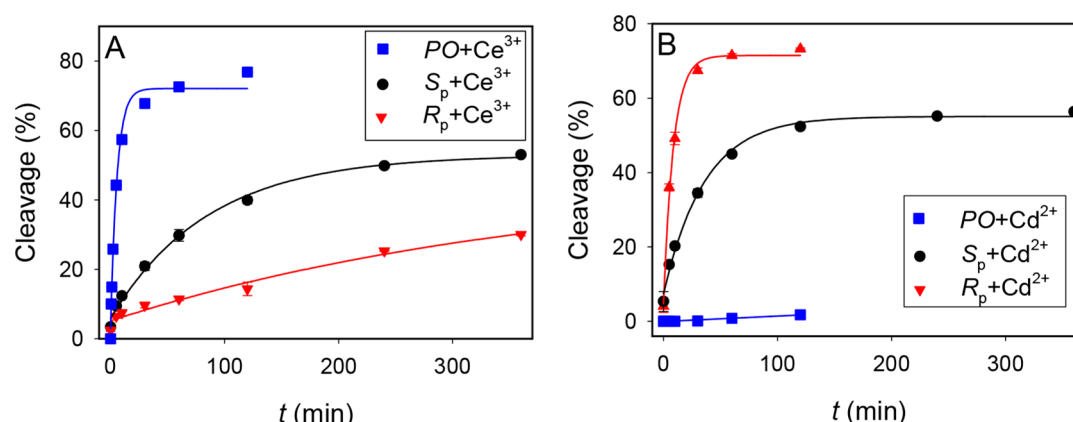 A
PO+Ce³⁺
Sₚ+Ce³⁺
Rₚ+Ce³⁺
Cleavage (%)
80
60
40
20
0
0
100
200
300
t (min)
B
PO+Cd²⁺
Sₚ+Cd²⁺
Rₚ+Cd²⁺
Cleavage (%)
80
60
40
20
0
0
100
200
300
t (min)